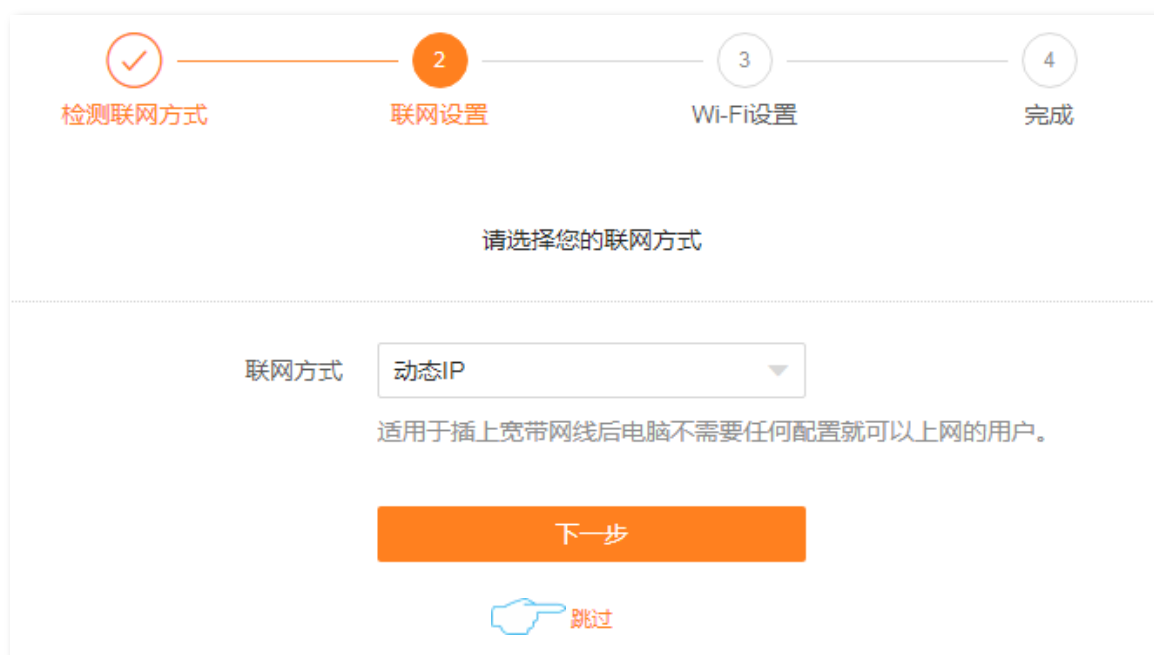 2 3 4
检测联网方式 联网设置 Wi-Fi设置 完成
请选择您的联网方式
联网方式 动态IP
适用于插上宽带网线后电脑不需要任何配置就可以上网的用户。
下一步
跳过